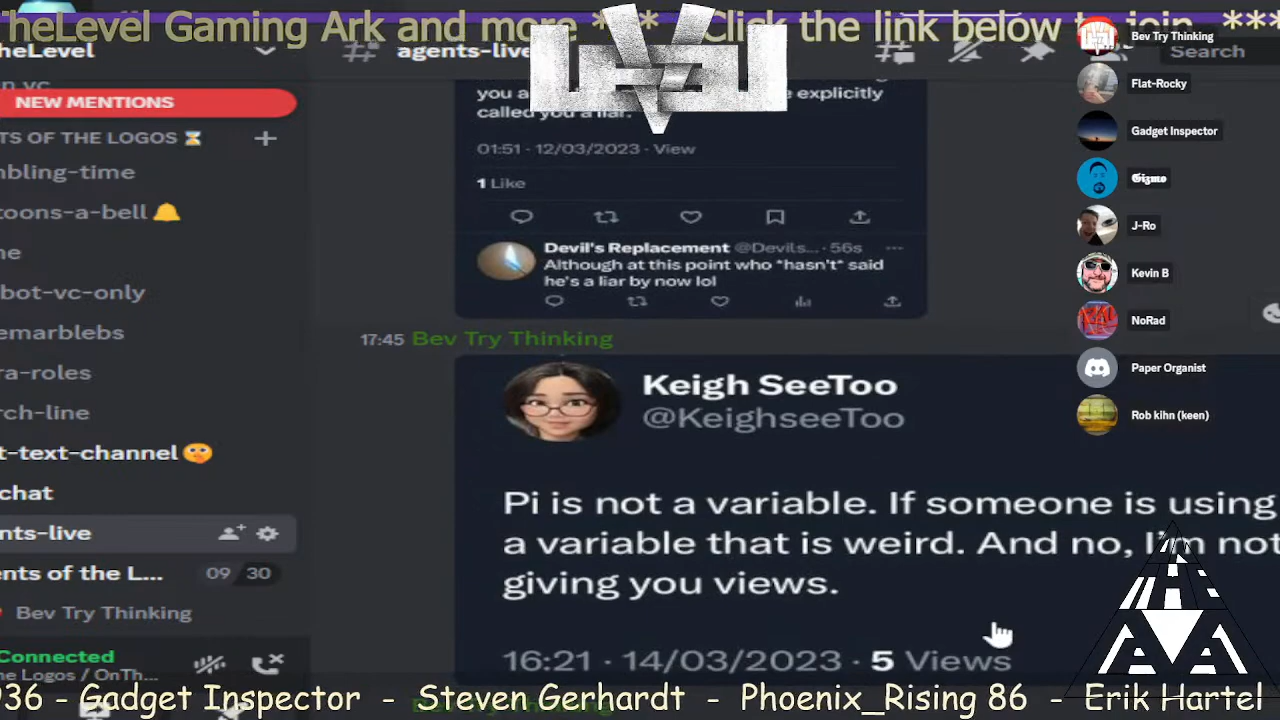 TheLevel Gaming Ark and more * * Click the link below to join ***
heLevel
agents-live
Search
n vc
NEW MENTIONS
TS OF THE LOGOS
mbling-time
toons-a-bell
ne
bot-vc-only
emarblebs
ra-roles
rch-line
t-text-channel
chat
nts-live
ents of the L... 09 30
Bev Try Thinking
Connected
Logos / OnTh...
you a
e explicitly
called you a liar.
01:51 · 12/03/2023 · View
1 Like
Devil's Replacement @Devils... · 56s ...
Although at this point who *hasn't* said
he's a liar by now lol
17:45 Bev Try Thinking
Keigh SeeToo
@KeighseeToo
Pi is not a variable. If someone is using
a variable that is weird. And no, I'm not
giving you views.
16:21 · 14/03/2023 · 5 Views
Bev Try Thinking
Bev Try Thinking
Flat-Rocky
Gadget Inspector
Gizmo
J-Ro
Kevin B
NoRad
Paper Organist
Rob kihn (keen)
936 - Gadget Inspector - Steven Gerhardt - Phoenix_Rising 86 - Erik Hartel